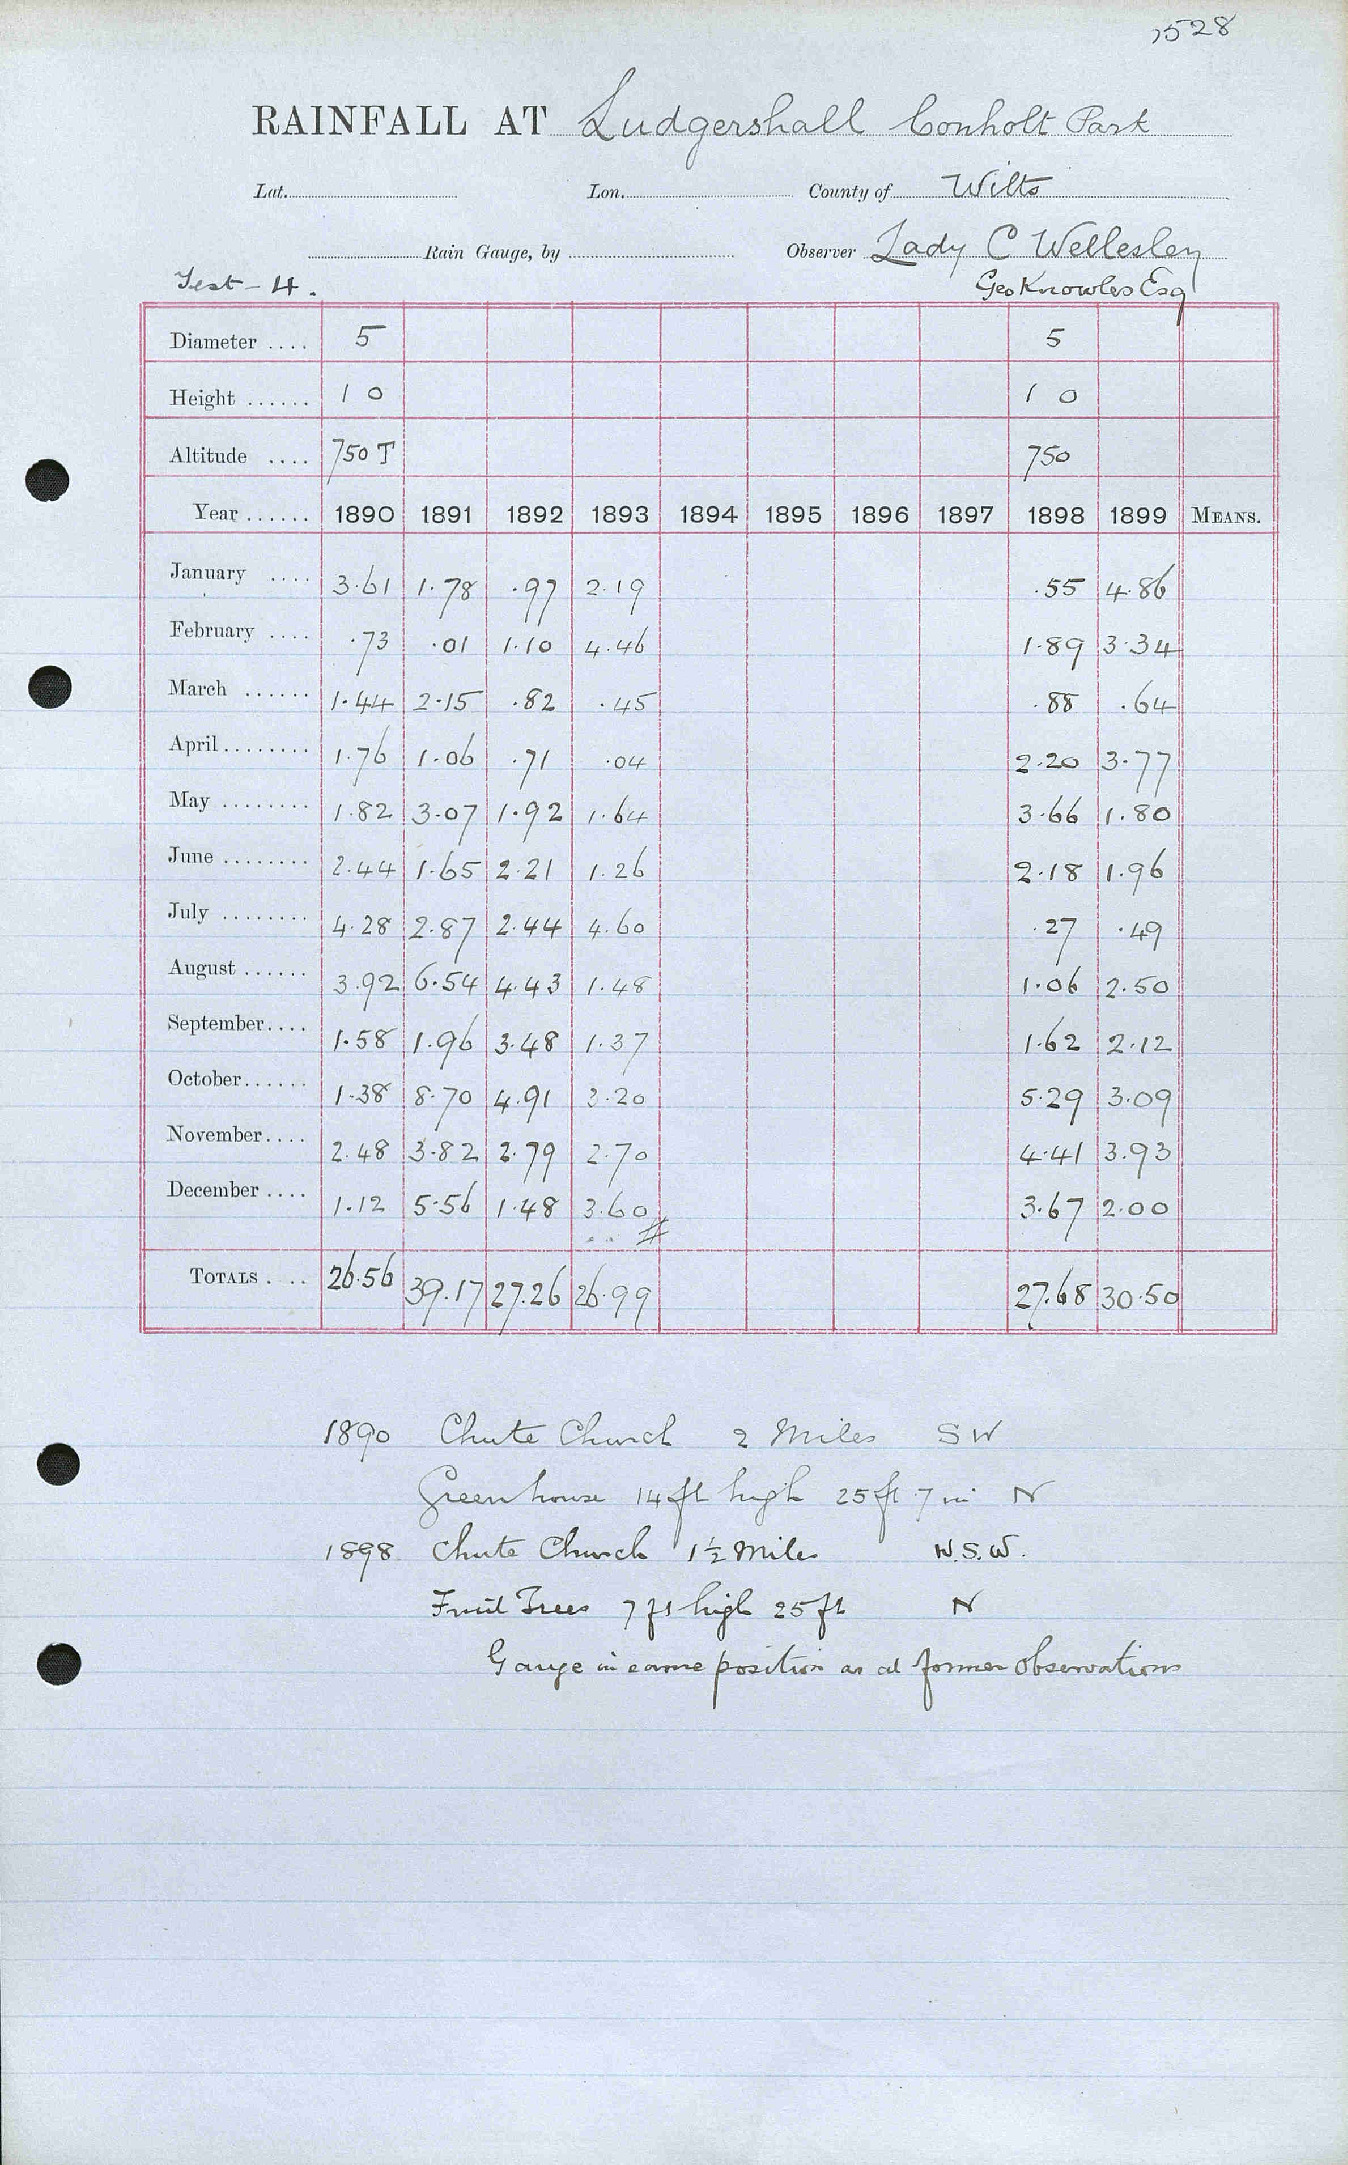 1528
RAINFALL AT Ludgershall Conholt Park
Lat. Lon. County of Wilts
Rain Gauge, by Observer Lady C Wellesley
Test - 4. Geo Knowles Esq
Diameter .... 5 5
Height ...... 1 0 1 0
Altitude .... 750 T 750
Year ...... 1890 1891 1892 1893 1894 1895 1896 1897 1898 1899 MEANS.
January .... 3.61 1.78 .97 2.19 .55 4.86
February .... .73 .01 1.10 4.46 1.89 3.34
March ...... 1.44 2.15 .82 .45 .88 .64
April ........ 1.76 1.06 .71 .04 2.20 3.77
May ........ 1.82 3.07 1.92 1.64 3.66 1.80
June ........ 2.44 1.65 2.21 1.26 2.18 1.96
July ........ 4.28 2.87 2.44 4.60 .27 .49
August ...... 3.92 6.54 4.43 1.48 1.06 2.50
September.... 1.58 1.96 3.48 1.37 1.62 2.12
October...... 1.38 8.70 4.91 3.20 5.29 3.09
November.... 2.48 3.82 2.79 2.70 4.41 3.93
December .... 1.12 5.56 1.48 3.60 3.67 2.00
TOTALS .... 26.56 39.17 27.26 26.99 27.68 30.50
1890 Chute Church 2 Miles SW
Greenhouse 14 ft high 25 ft 7 in N
1898 Chute Church 1½ Miles W.S.W.
Fruit Trees 7 ft high 25 ft N
Gauge in same position as at former observations